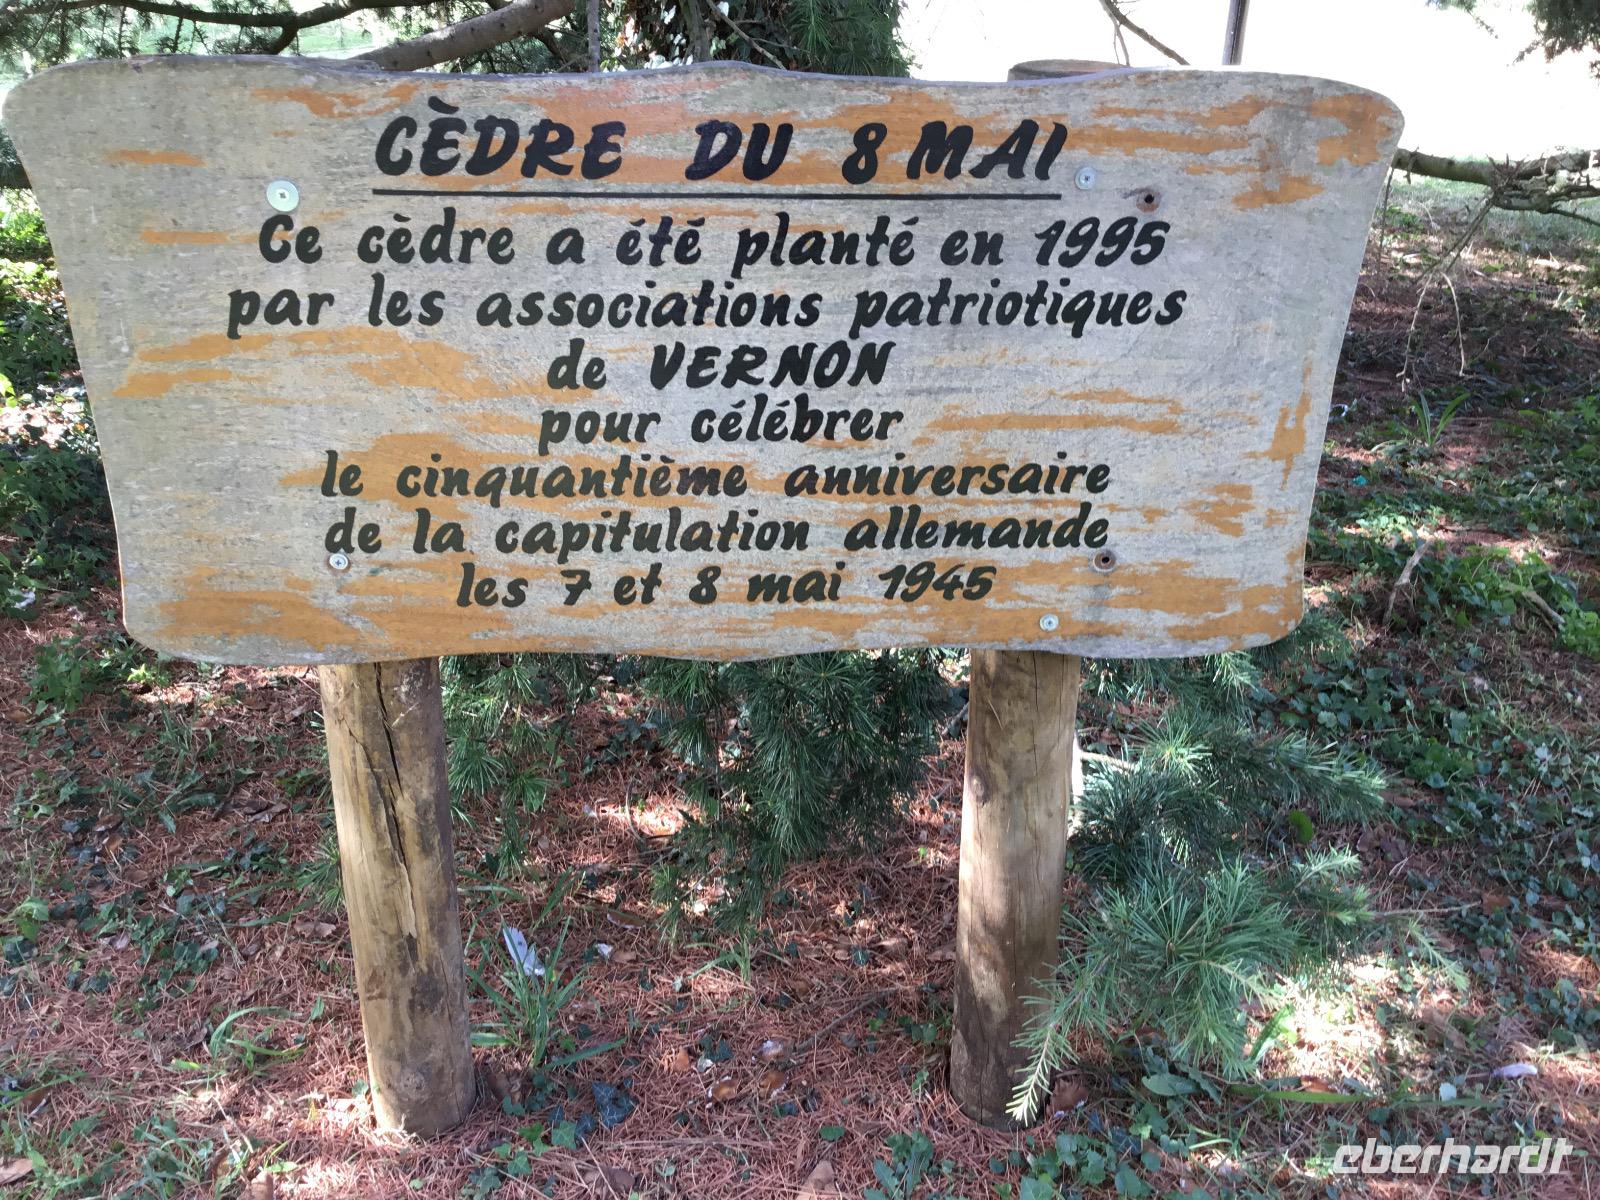 CÈDRE DU 8 MAI
Ce cèdre a été planté en 1995
par les associations patriotiques
de VERNON
pour célébrer
le cinquantième anniversaire
de la capitulation allemande
les 7 et 8 mai 1945
eberhardt